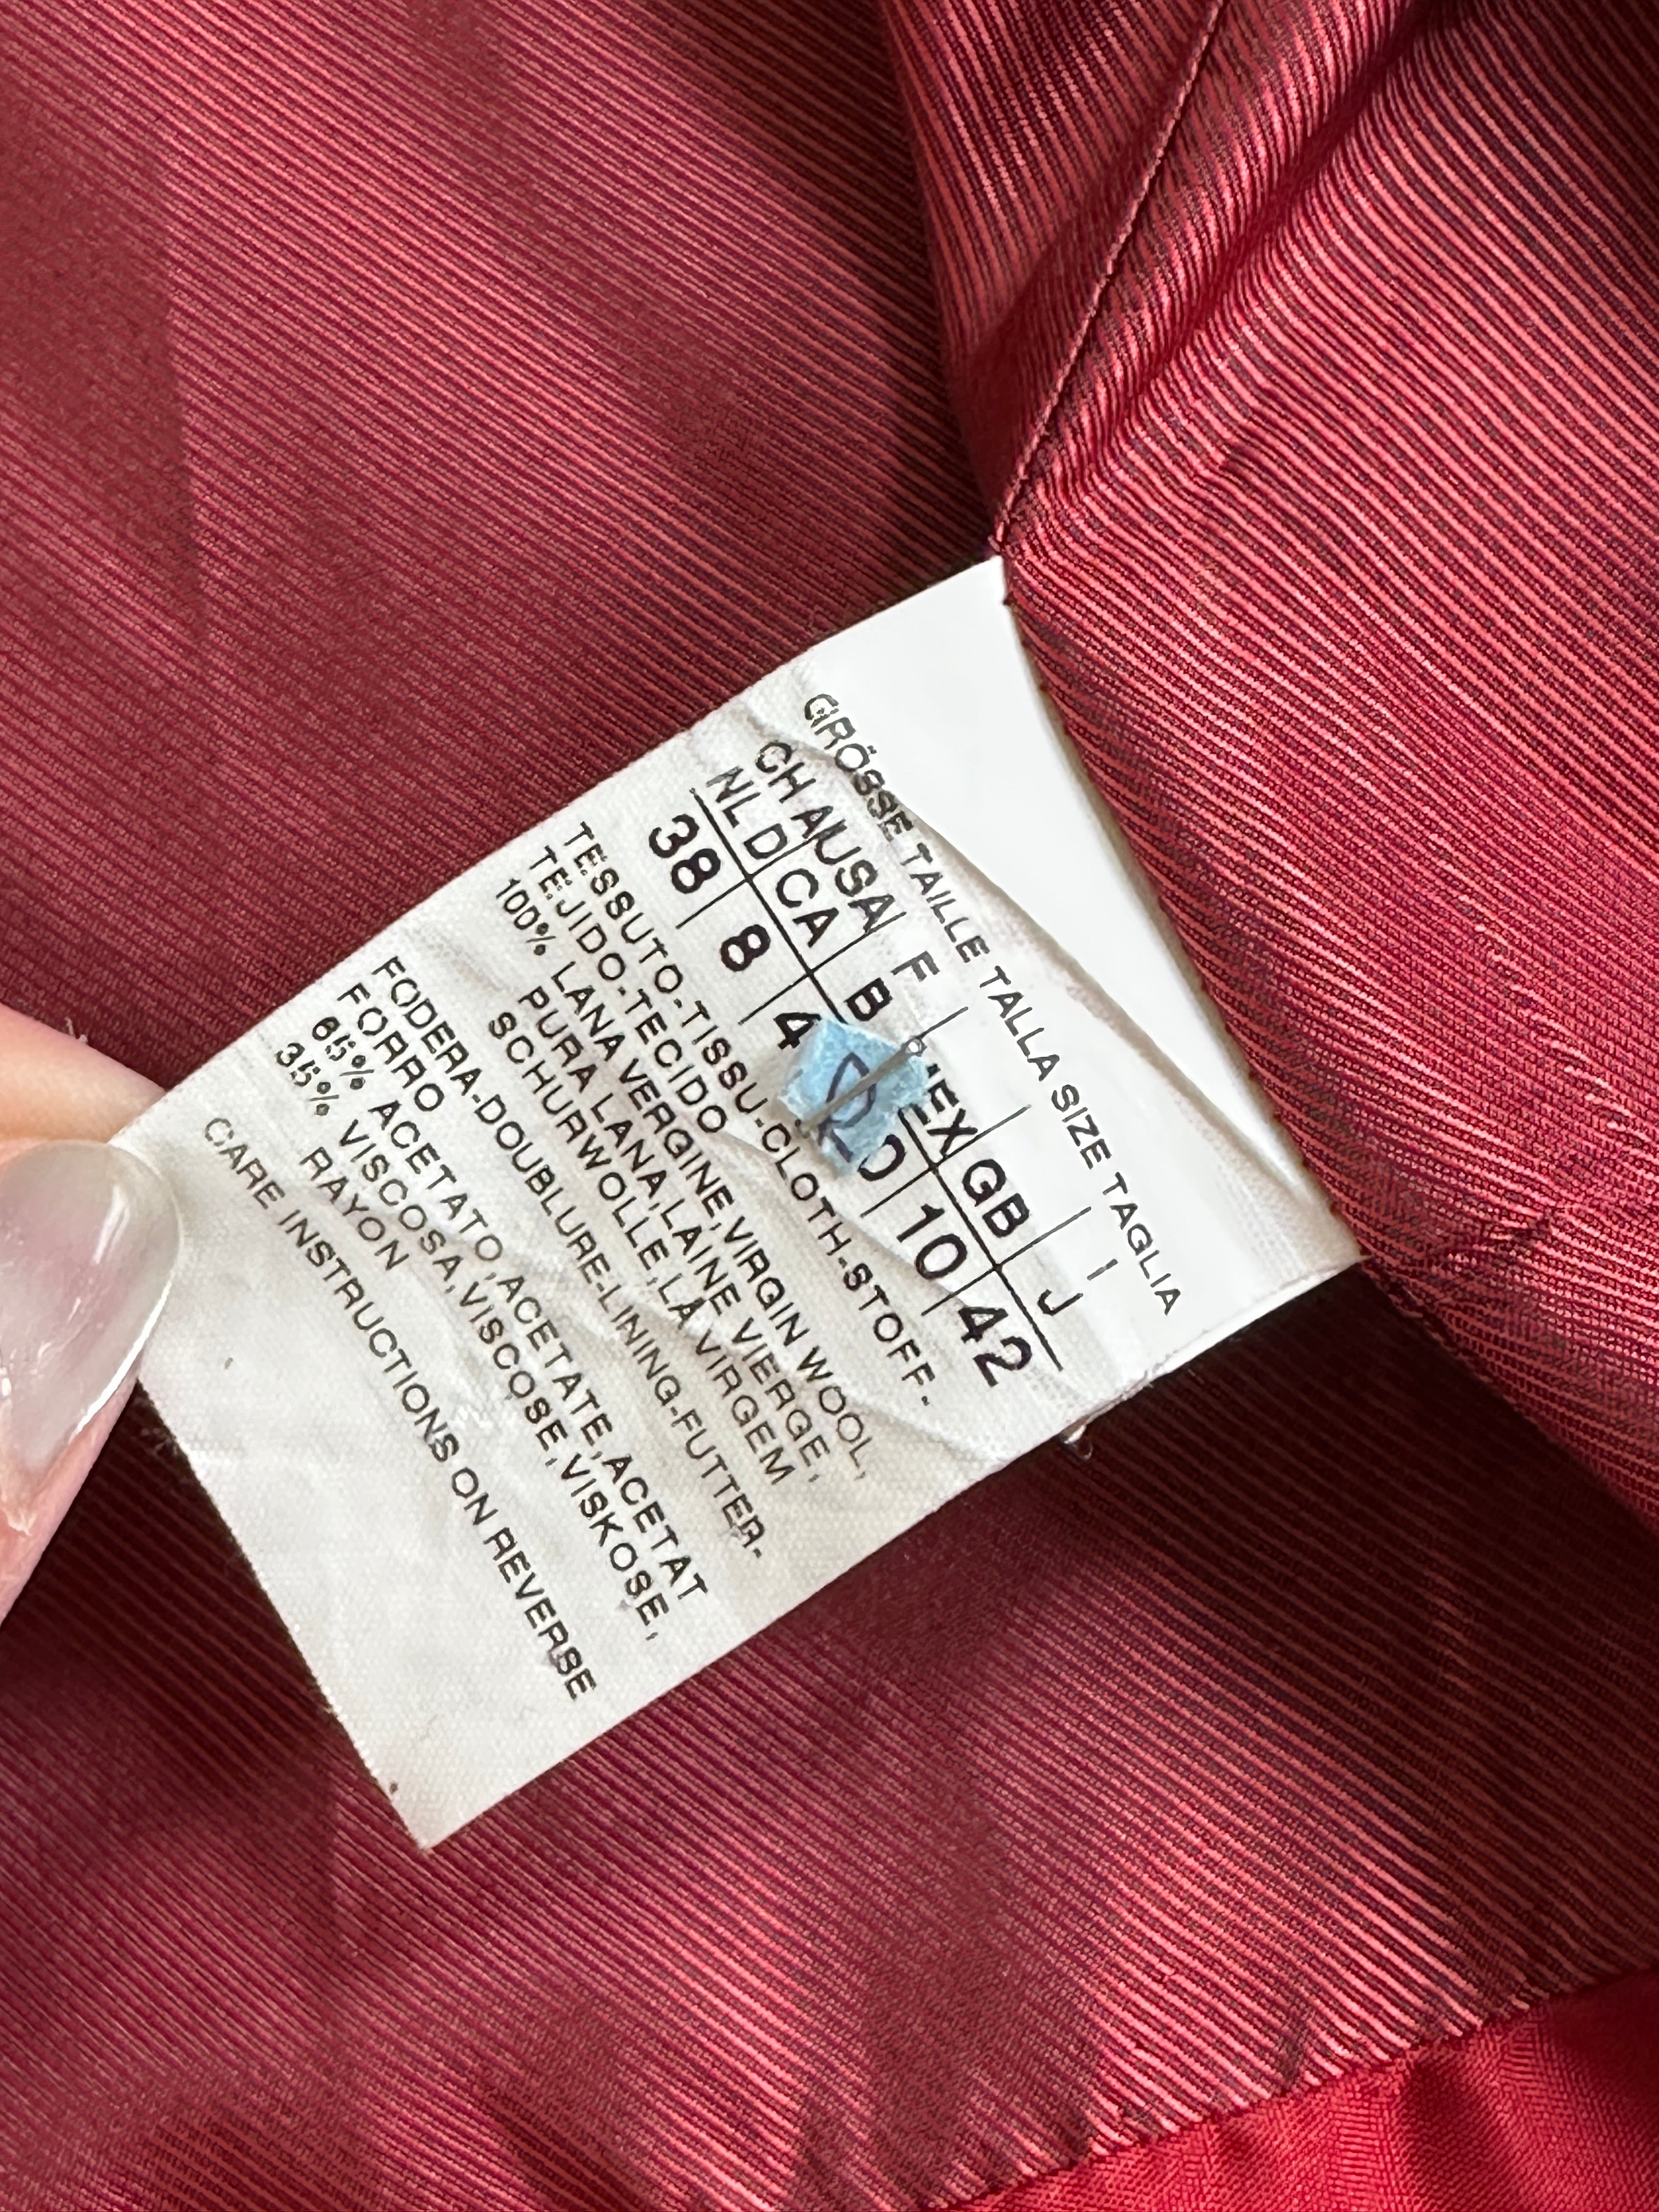 GRÖSSE TAILLE TALLA SIZE TAGLIA
CH A USA F I
NL D CA B MEX GB J
38 8 4 10 42
TESSUTO-TISSU-CLOTH-STOFF-
TEJIDO-TECIDO
100% LANA VERGINE,VIRGIN WOOL,
PURA LANA,LAINE VIERGE,
SCHURWOLLE,LA VIRGEM
FODERA-DOUBLURE-LINING-FUTTER-
FORRO
65% ACETATO,ACETATE,ACETAT
35% VISCOSA,VISCOSE,VISKOSE,
RAYON
CARE INSTRUCTIONS ON REVERSE